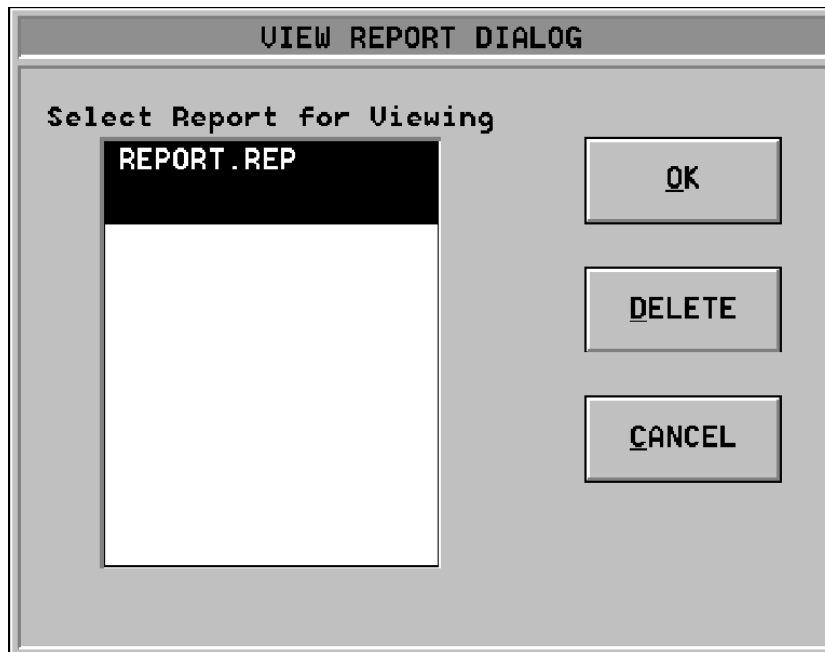 VIEW REPORT DIALOG
Select Report for Viewing
REPORT.REP
OK
DELETE
CANCEL